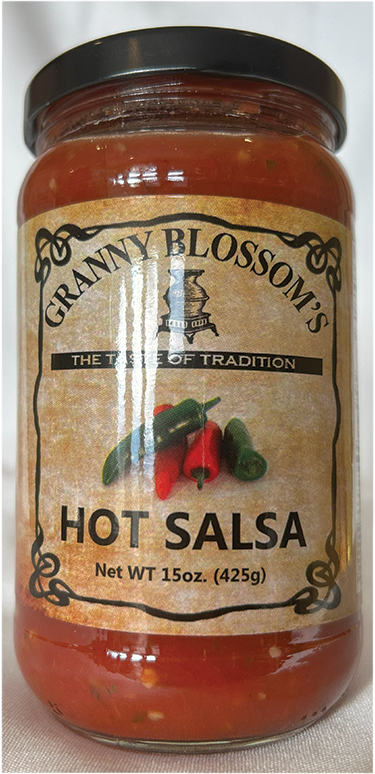 GRANNY BLOSSOM'S
THE TASTE OF TRADITION
HOT SALSA
Net WT 15oz. (425g)